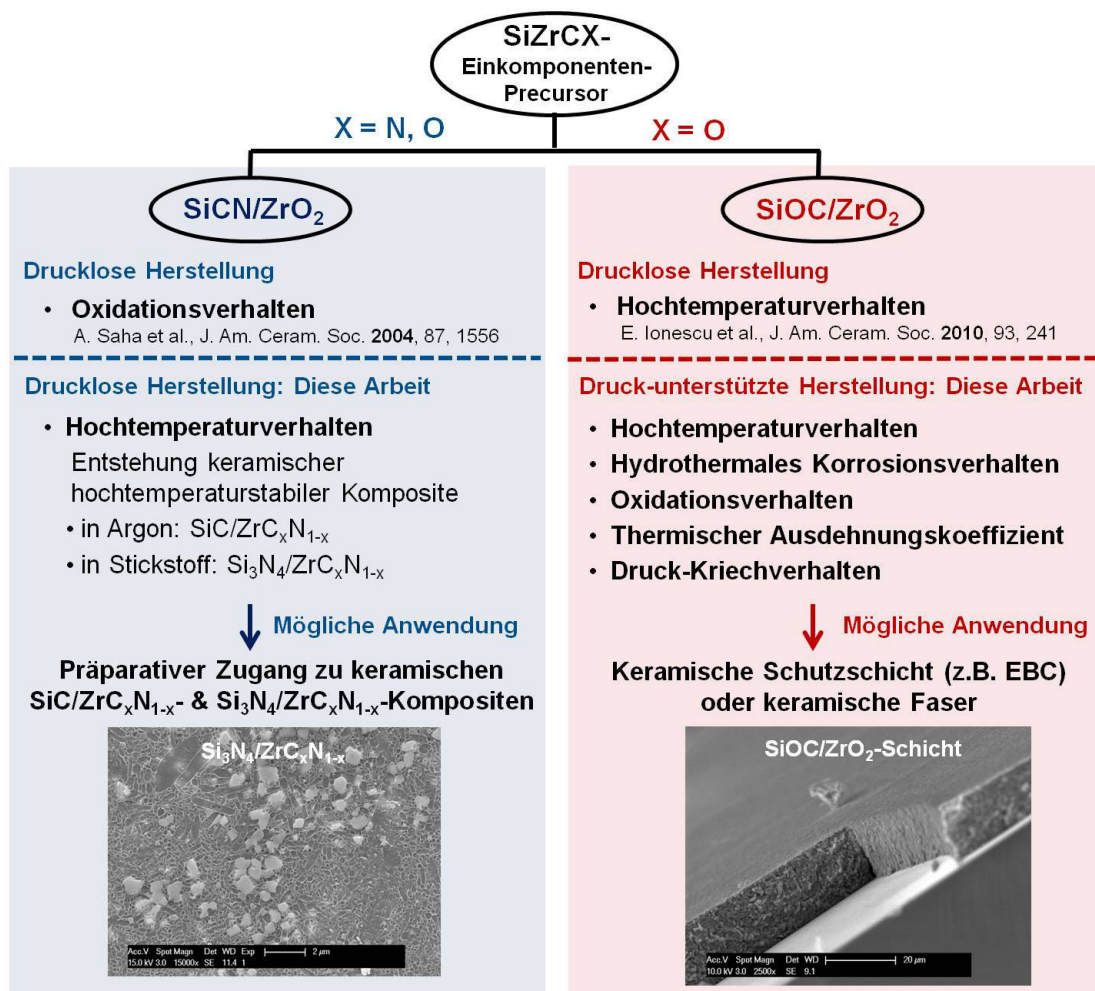 SiZrCX-
Einkomponenten-
Precursor
X = N, O
X = O
SiCN/ZrO₂
Drucklose Herstellung
• Oxidationsverhalten
A. Saha et al., J. Am. Ceram. Soc. 2004, 87, 1556
Drucklose Herstellung: Diese Arbeit
• Hochtemperaturverhalten
Entstehung keramischer
hochtemperaturstabiler Komposite
• in Argon: SiC/ZrCₓN₁₋ₓ
• in Stickstoff: Si₃N₄/ZrCₓN₁₋ₓ
Mögliche Anwendung
Präparativer Zugang zu keramischen
SiC/ZrCₓN₁₋ₓ- & Si₃N₄/ZrCₓN₁₋ₓ-Kompositen
Si₃N₄/ZrCₓN₁₋ₓ
Acc.V Spot Magn Det WD Exp 2 µm
15.0 kV 3.0 15000x SE 11.4 1
SiOC/ZrO₂
Drucklose Herstellung
• Hochtemperaturverhalten
E. Ionescu et al., J. Am. Ceram. Soc. 2010, 93, 241
Druck-unterstützte Herstellung: Diese Arbeit
• Hochtemperaturverhalten
• Hydrothermales Korrosionsverhalten
• Oxidationsverhalten
• Thermischer Ausdehnungskoeffizient
• Druck-Kriechverhalten
Mögliche Anwendung
Keramische Schutzschicht (z.B. EBC)
oder keramische Faser
SiOC/ZrO₂-Schicht
Acc.V Spot Magn Det WD 20 µm
10.0 kV 3.0 2500x SE 9.1